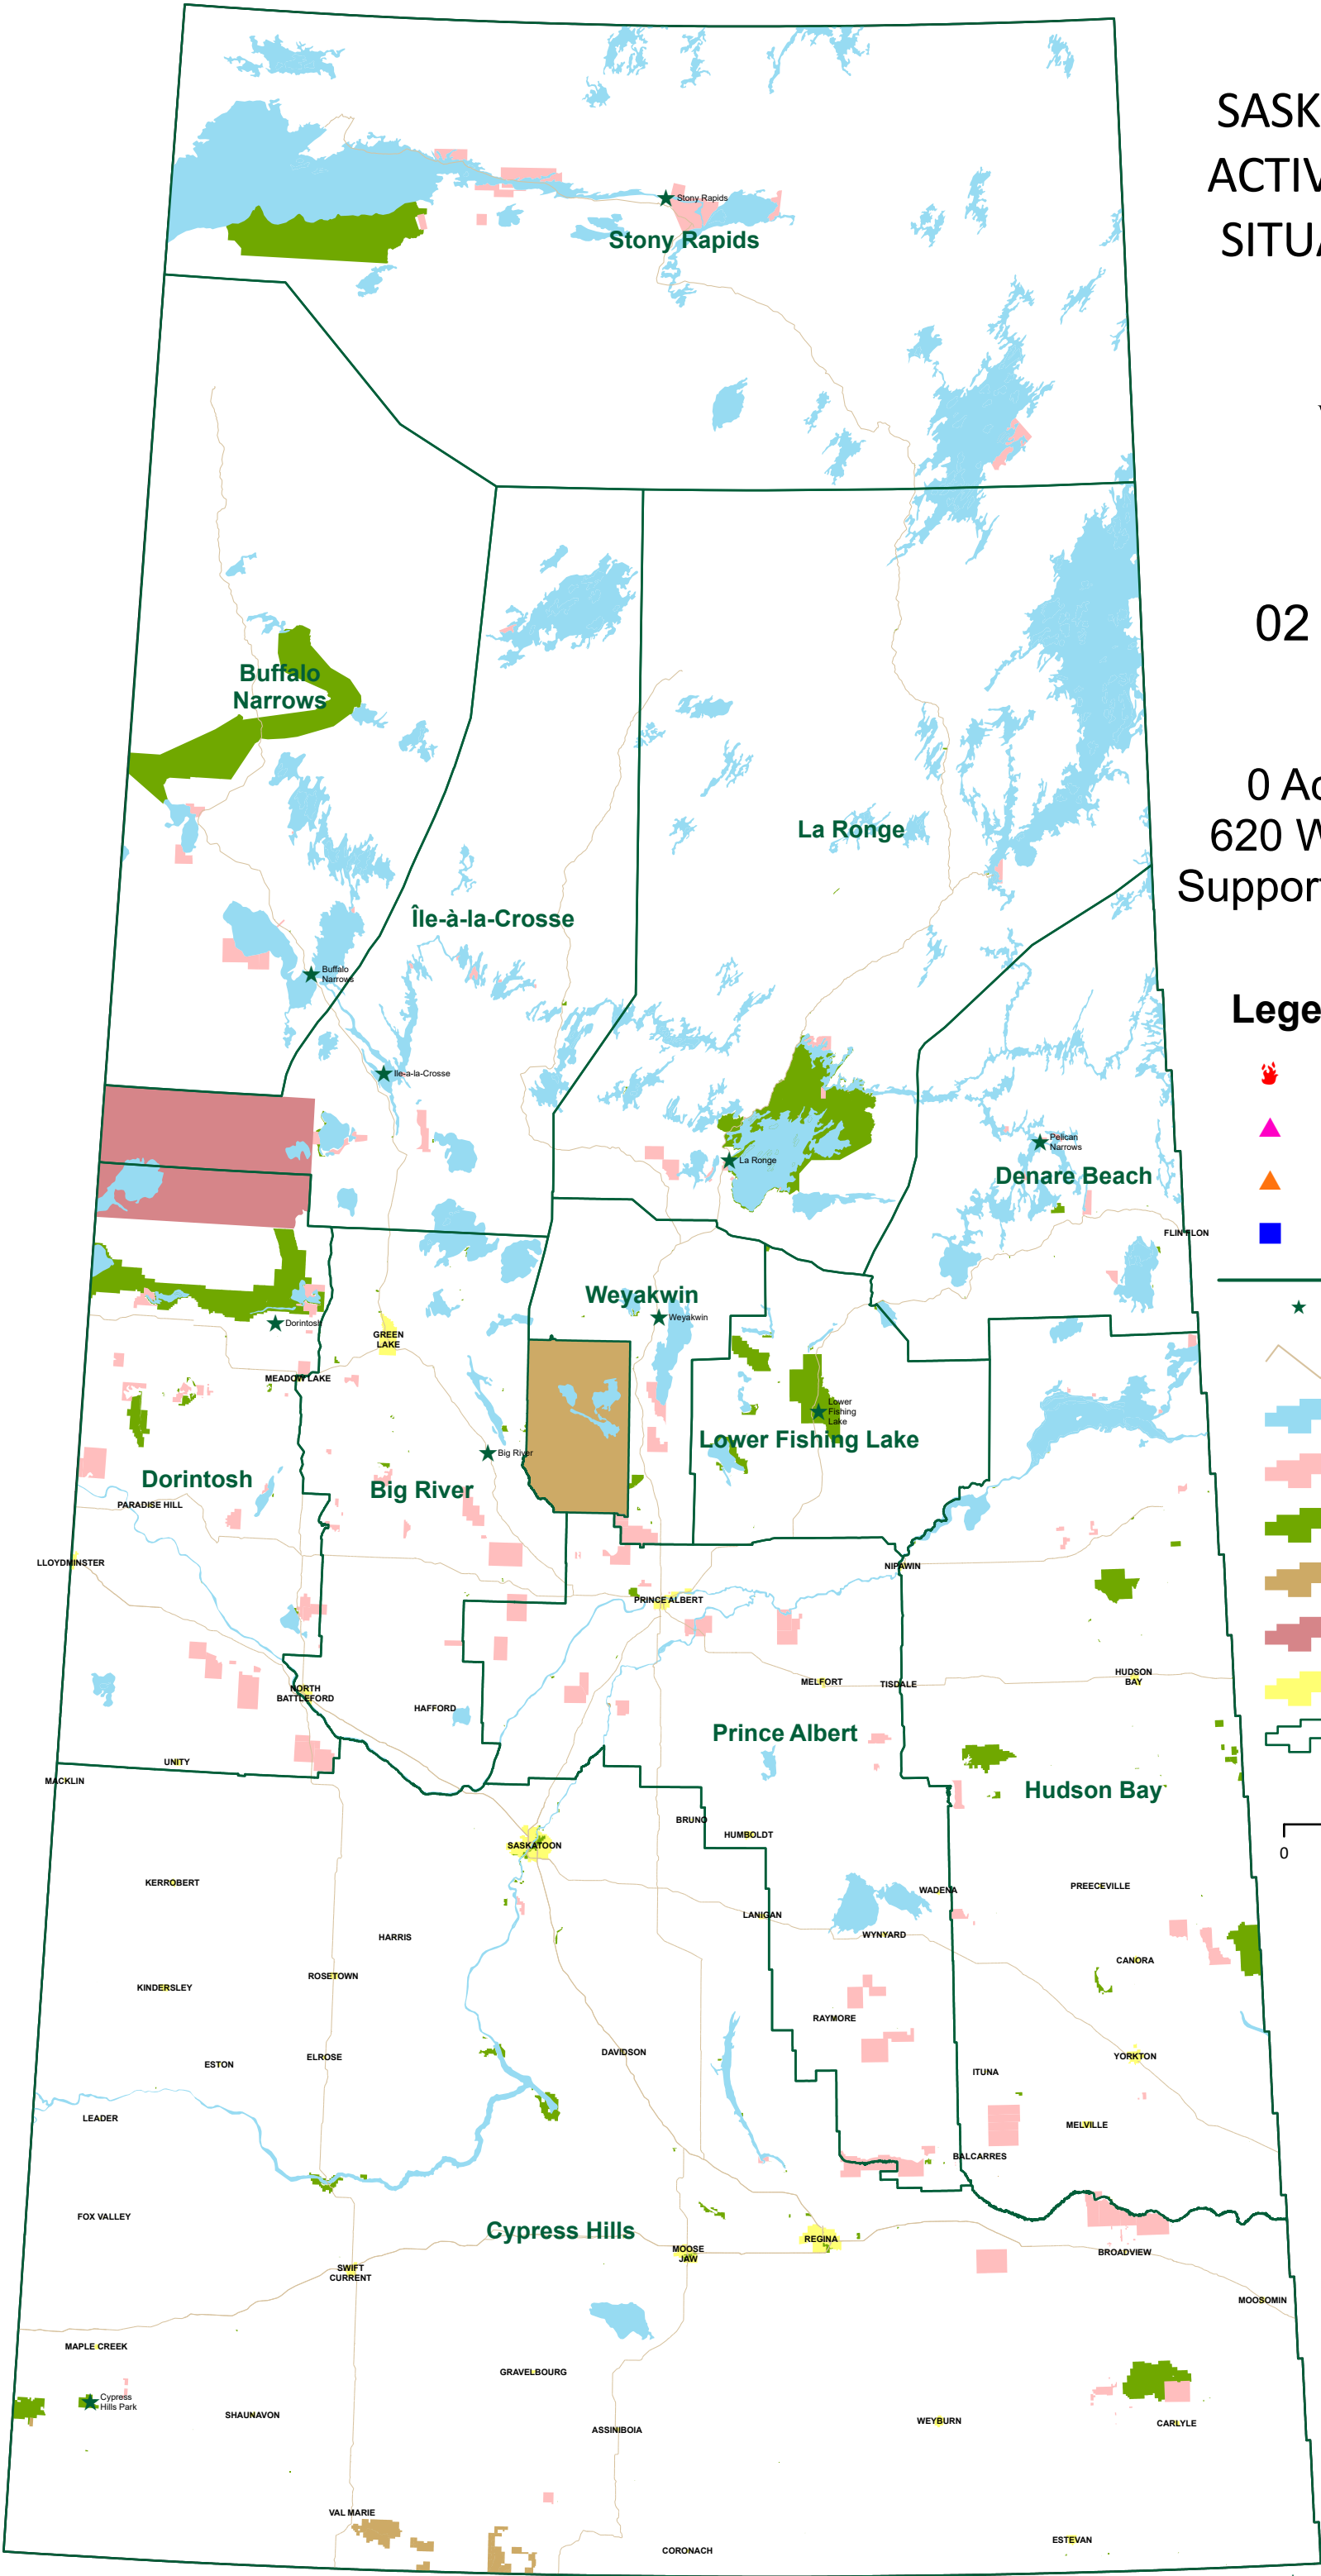 SASK
ACTIV
SITUA
02
0 Ac
620 W
Support
Lege
0
Stony Rapids
Stony Rapids
Buffalo
Narrows
La Ronge
Île-à-la-Crosse
Buffalo
Narrows
Ile-a-la-Crosse
Pelican
Narrows
La Ronge
Denare Beach
FLIN FLON
Weyakwin
Weyakwin
Dorintosh
GREEN
LAKE
MEADOW LAKE
Lower
Fishing
Lake
Lower Fishing Lake
Big River
Dorintosh
Big River
PARADISE HILL
LLOYDMINSTER
NIPAWIN
PRINCE ALBERT
MELFORT
TISDALE
HUDSON
BAY
NORTH
BATTLEFORD
HAFFORD
Prince Albert
UNITY
MACKLIN
Hudson Bay
BRUNO
HUMBOLDT
SASKATOON
KERROBERT
PREECEVILLE
WADENA
LANIGAN
WYNYARD
HARRIS
CANORA
ROSETOWN
KINDERSLEY
RAYMORE
DAVIDSON
YORKTON
ELROSE
ESTON
ITUNA
LEADER
MELVILLE
BALCARRES
FOX VALLEY
Cypress Hills
REGINA
MOOSE
JAW
BROADVIEW
SWIFT
CURRENT
MOOSOMIN
MAPLE CREEK
GRAVELBOURG
Cypress
Hills Park
SHAUNAVON
WEYBURN
CARLYLE
ASSINIBOIA
VAL MARIE
ESTEVAN
CORONACH